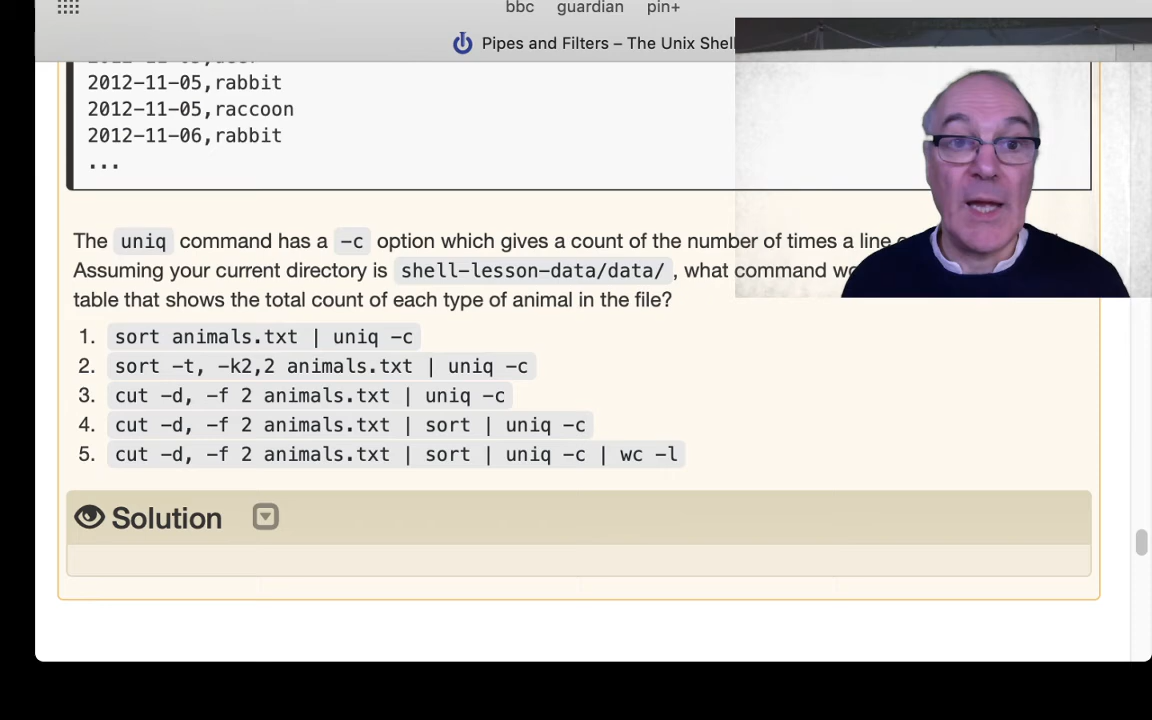 bbc guardian pin+
Pipes and Filters – The Unix Shell
2012-11-05,rabbit
2012-11-05,raccoon
2012-11-06,rabbit
...
The uniq command has a -c option which gives a count of the number of times a line
Assuming your current directory is shell-lesson-data/data/, what command
table that shows the total count of each type of animal in the file?
1. sort animals.txt | uniq -c
2. sort -t, -k2,2 animals.txt | uniq -c
3. cut -d, -f 2 animals.txt | uniq -c
4. cut -d, -f 2 animals.txt | sort | uniq -c
5. cut -d, -f 2 animals.txt | sort | uniq -c | wc -l
Solution